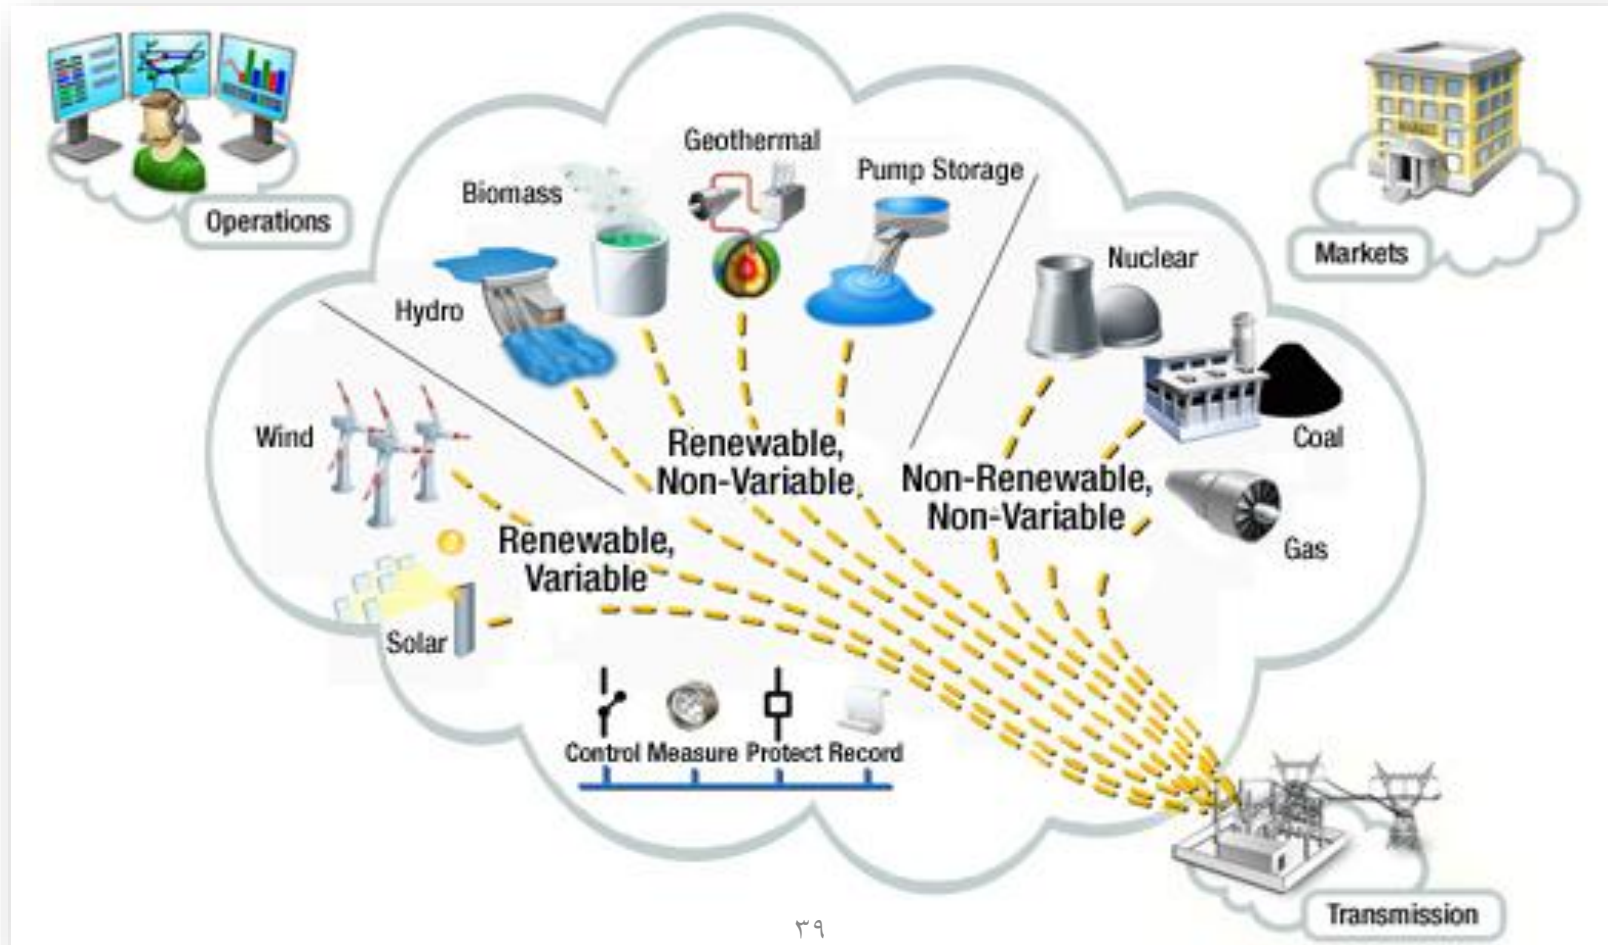 Geothermal
Pump Storage
Biomass
Operations
Nuclear
Markets
Hydro
Wind
Coal
Renewable,
Non-Variable
Non-Renewable,
Non-Variable
Gas
Renewable,
Variable
Solar
Control Measure Protect Record
Transmission
۳۹